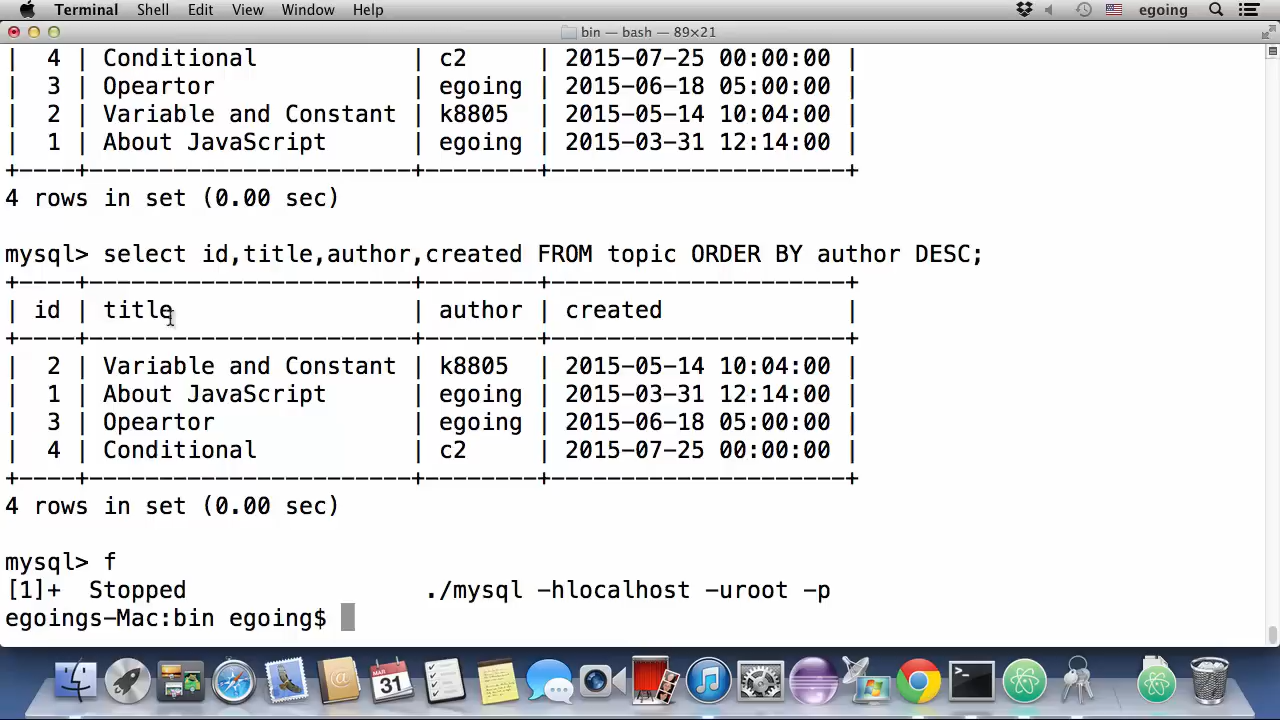 Terminal Shell Edit View Window Help egoing
bin — bash — 89×21
| 4 | Conditional | c2 | 2015-07-25 00:00:00 |
| 3 | Opeartor | egoing | 2015-06-18 05:00:00 |
| 2 | Variable and Constant | k8805 | 2015-05-14 10:04:00 |
| 1 | About JavaScript | egoing | 2015-03-31 12:14:00 |
+----+-----------------------+--------+---------------------+
4 rows in set (0.00 sec)
mysql> select id,title,author,created FROM topic ORDER BY author DESC;
+----+-----------------------+--------+---------------------+
| id | title | author | created |
+----+-----------------------+--------+---------------------+
| 2 | Variable and Constant | k8805 | 2015-05-14 10:04:00 |
| 1 | About JavaScript | egoing | 2015-03-31 12:14:00 |
| 3 | Opeartor | egoing | 2015-06-18 05:00:00 |
| 4 | Conditional | c2 | 2015-07-25 00:00:00 |
+----+-----------------------+--------+---------------------+
4 rows in set (0.00 sec)
mysql> f
[1]+ Stopped ./mysql -hlocalhost -uroot -p
egoings-Mac:bin egoing$
31